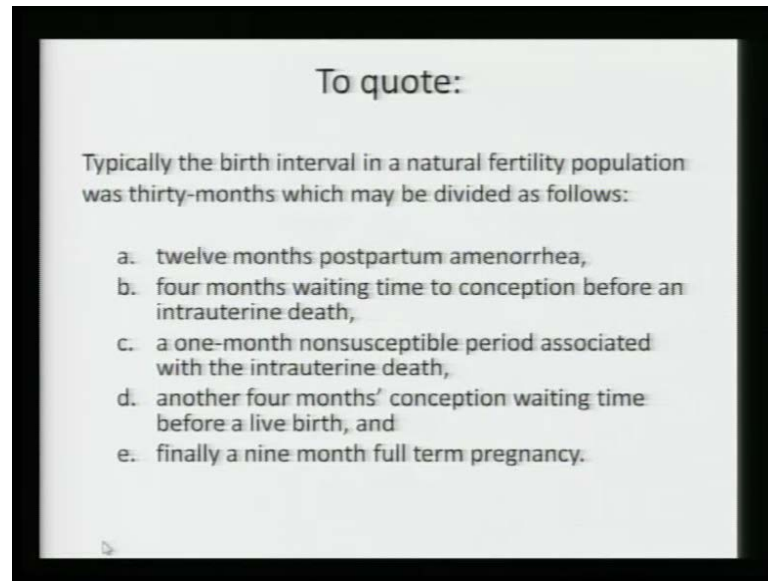 To quote:
Typically the birth interval in a natural fertility population
was thirty-months which may be divided as follows:
a. twelve months postpartum amenorrhea,
b. four months waiting time to conception before an
intrauterine death,
c. a one-month nonsusceptible period associated
with the intrauterine death,
d. another four months’ conception waiting time
before a live birth, and
e. finally a nine month full term pregnancy.